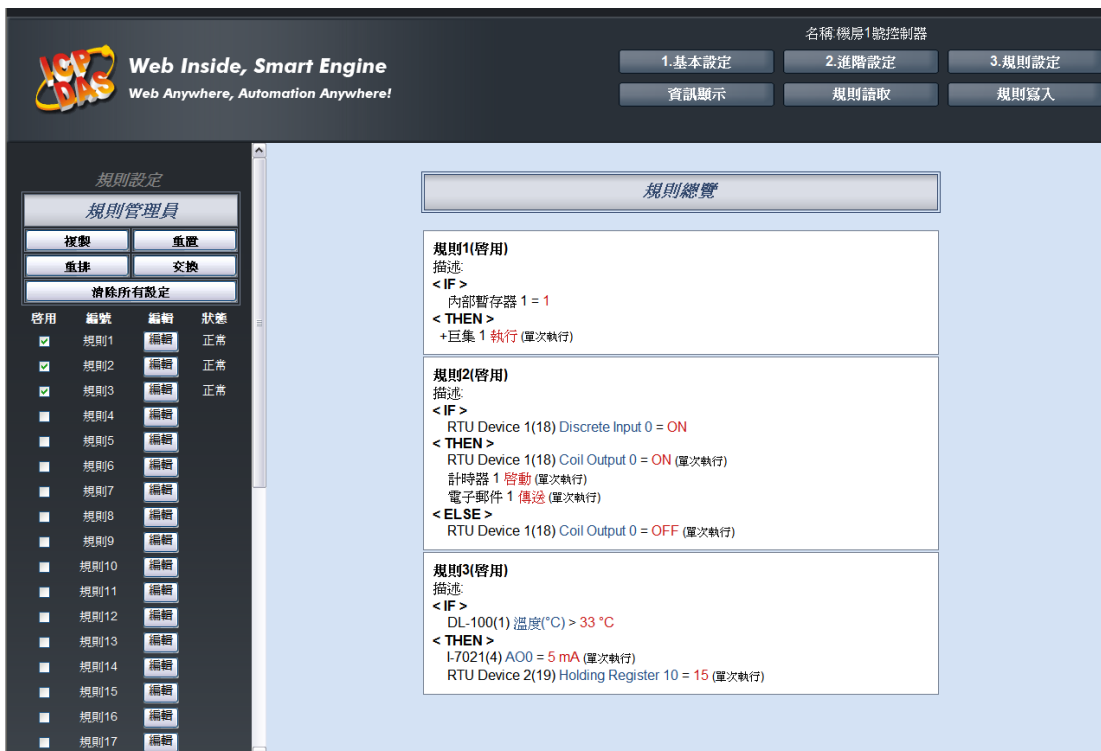 名稱:機房1號控制器
ICP DAS
Web Inside, Smart Engine
Web Anywhere, Automation Anywhere!
1.基本設定 2.進階設定 3.規則設定
資訊顯示 規則讀取 規則寫入
規則設定
規則管理員
複製 重置
重排 交換
清除所有設定
啓用 編號 編輯 狀態
規則1 編輯 正常
規則2 編輯 正常
規則3 編輯 正常
規則4 編輯
規則5 編輯
規則6 編輯
規則7 編輯
規則8 編輯
規則9 編輯
規則10 編輯
規則11 編輯
規則12 編輯
規則13 編輯
規則14 編輯
規則15 編輯
規則16 編輯
規則17 編輯
規則總覽
規則1(啓用)
描述:
< IF >
內部暫存器 1 = 1
< THEN >
+巨集 1 執行 (單次執行)
規則2(啓用)
描述:
< IF >
RTU Device 1(18) Discrete Input 0 = ON
< THEN >
RTU Device 1(18) Coil Output 0 = ON (單次執行)
計時器 1 啓動 (單次執行)
電子郵件 1 傳送 (單次執行)
< ELSE >
RTU Device 1(18) Coil Output 0 = OFF (單次執行)
規則3(啓用)
描述:
< IF >
DL-100(1) 溫度(°C) > 33 °C
< THEN >
I-7021(4) AO0 = 5 mA (單次執行)
RTU Device 2(19) Holding Register 10 = 15 (單次執行)